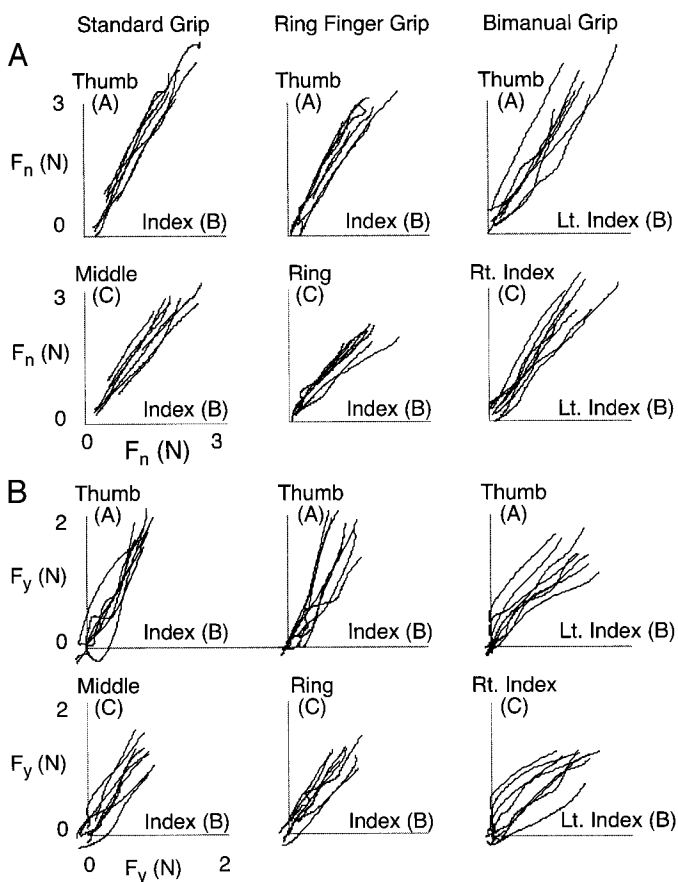 Standard Grip Ring Finger Grip Bimanual Grip
A
Thumb (A) Thumb (A) Thumb (A)
3
Fn (N)
0
Index (B) Index (B) Lt. Index (B)
Middle (C) Ring (C) Rt. Index (C)
3
Fn (N)
0
Index (B) Index (B) Lt. Index (B)
0 3
Fn (N)
B
Thumb (A) Thumb (A) Thumb (A)
2
Fy (N)
0
Index (B) Index (B) Lt. Index (B)
Middle (C) Ring (C) Rt. Index (C)
2
Fy (N)
0
Index (B) Index (B) Lt. Index (B)
0 2
Fy (N)